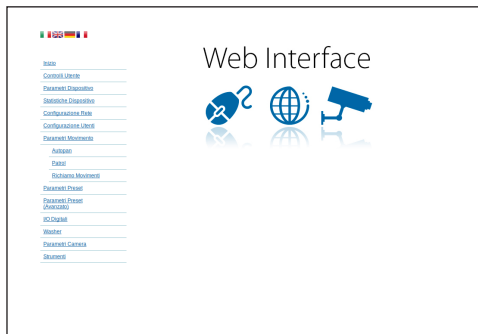 Web Interface
Inizio
Controlli Utente
Parametri Dispositivo
Statistiche Dispositivo
Configurazione Rete
Configurazione Utenti
Parametri Movimento
Autopan
Patrol
Richiamo Movimenti
Parametri Preset
Parametri Preset
(Avanzato)
I/O Digitali
Washer
Parametri Camera
Strumenti